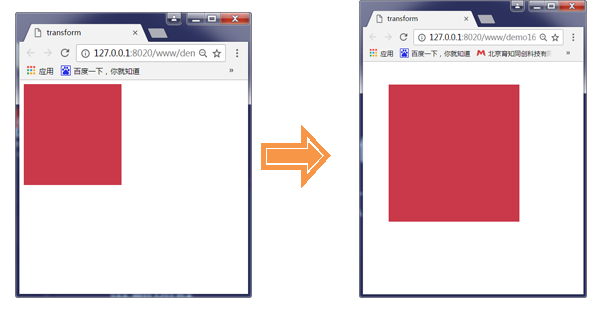 transform
127.0.0.1:8020/www/den
应用 百度一下，你就知道 »
transform
127.0.0.1:8020/www/demo16
应用 百度一下，你就知道 北京育知同创科技有 »